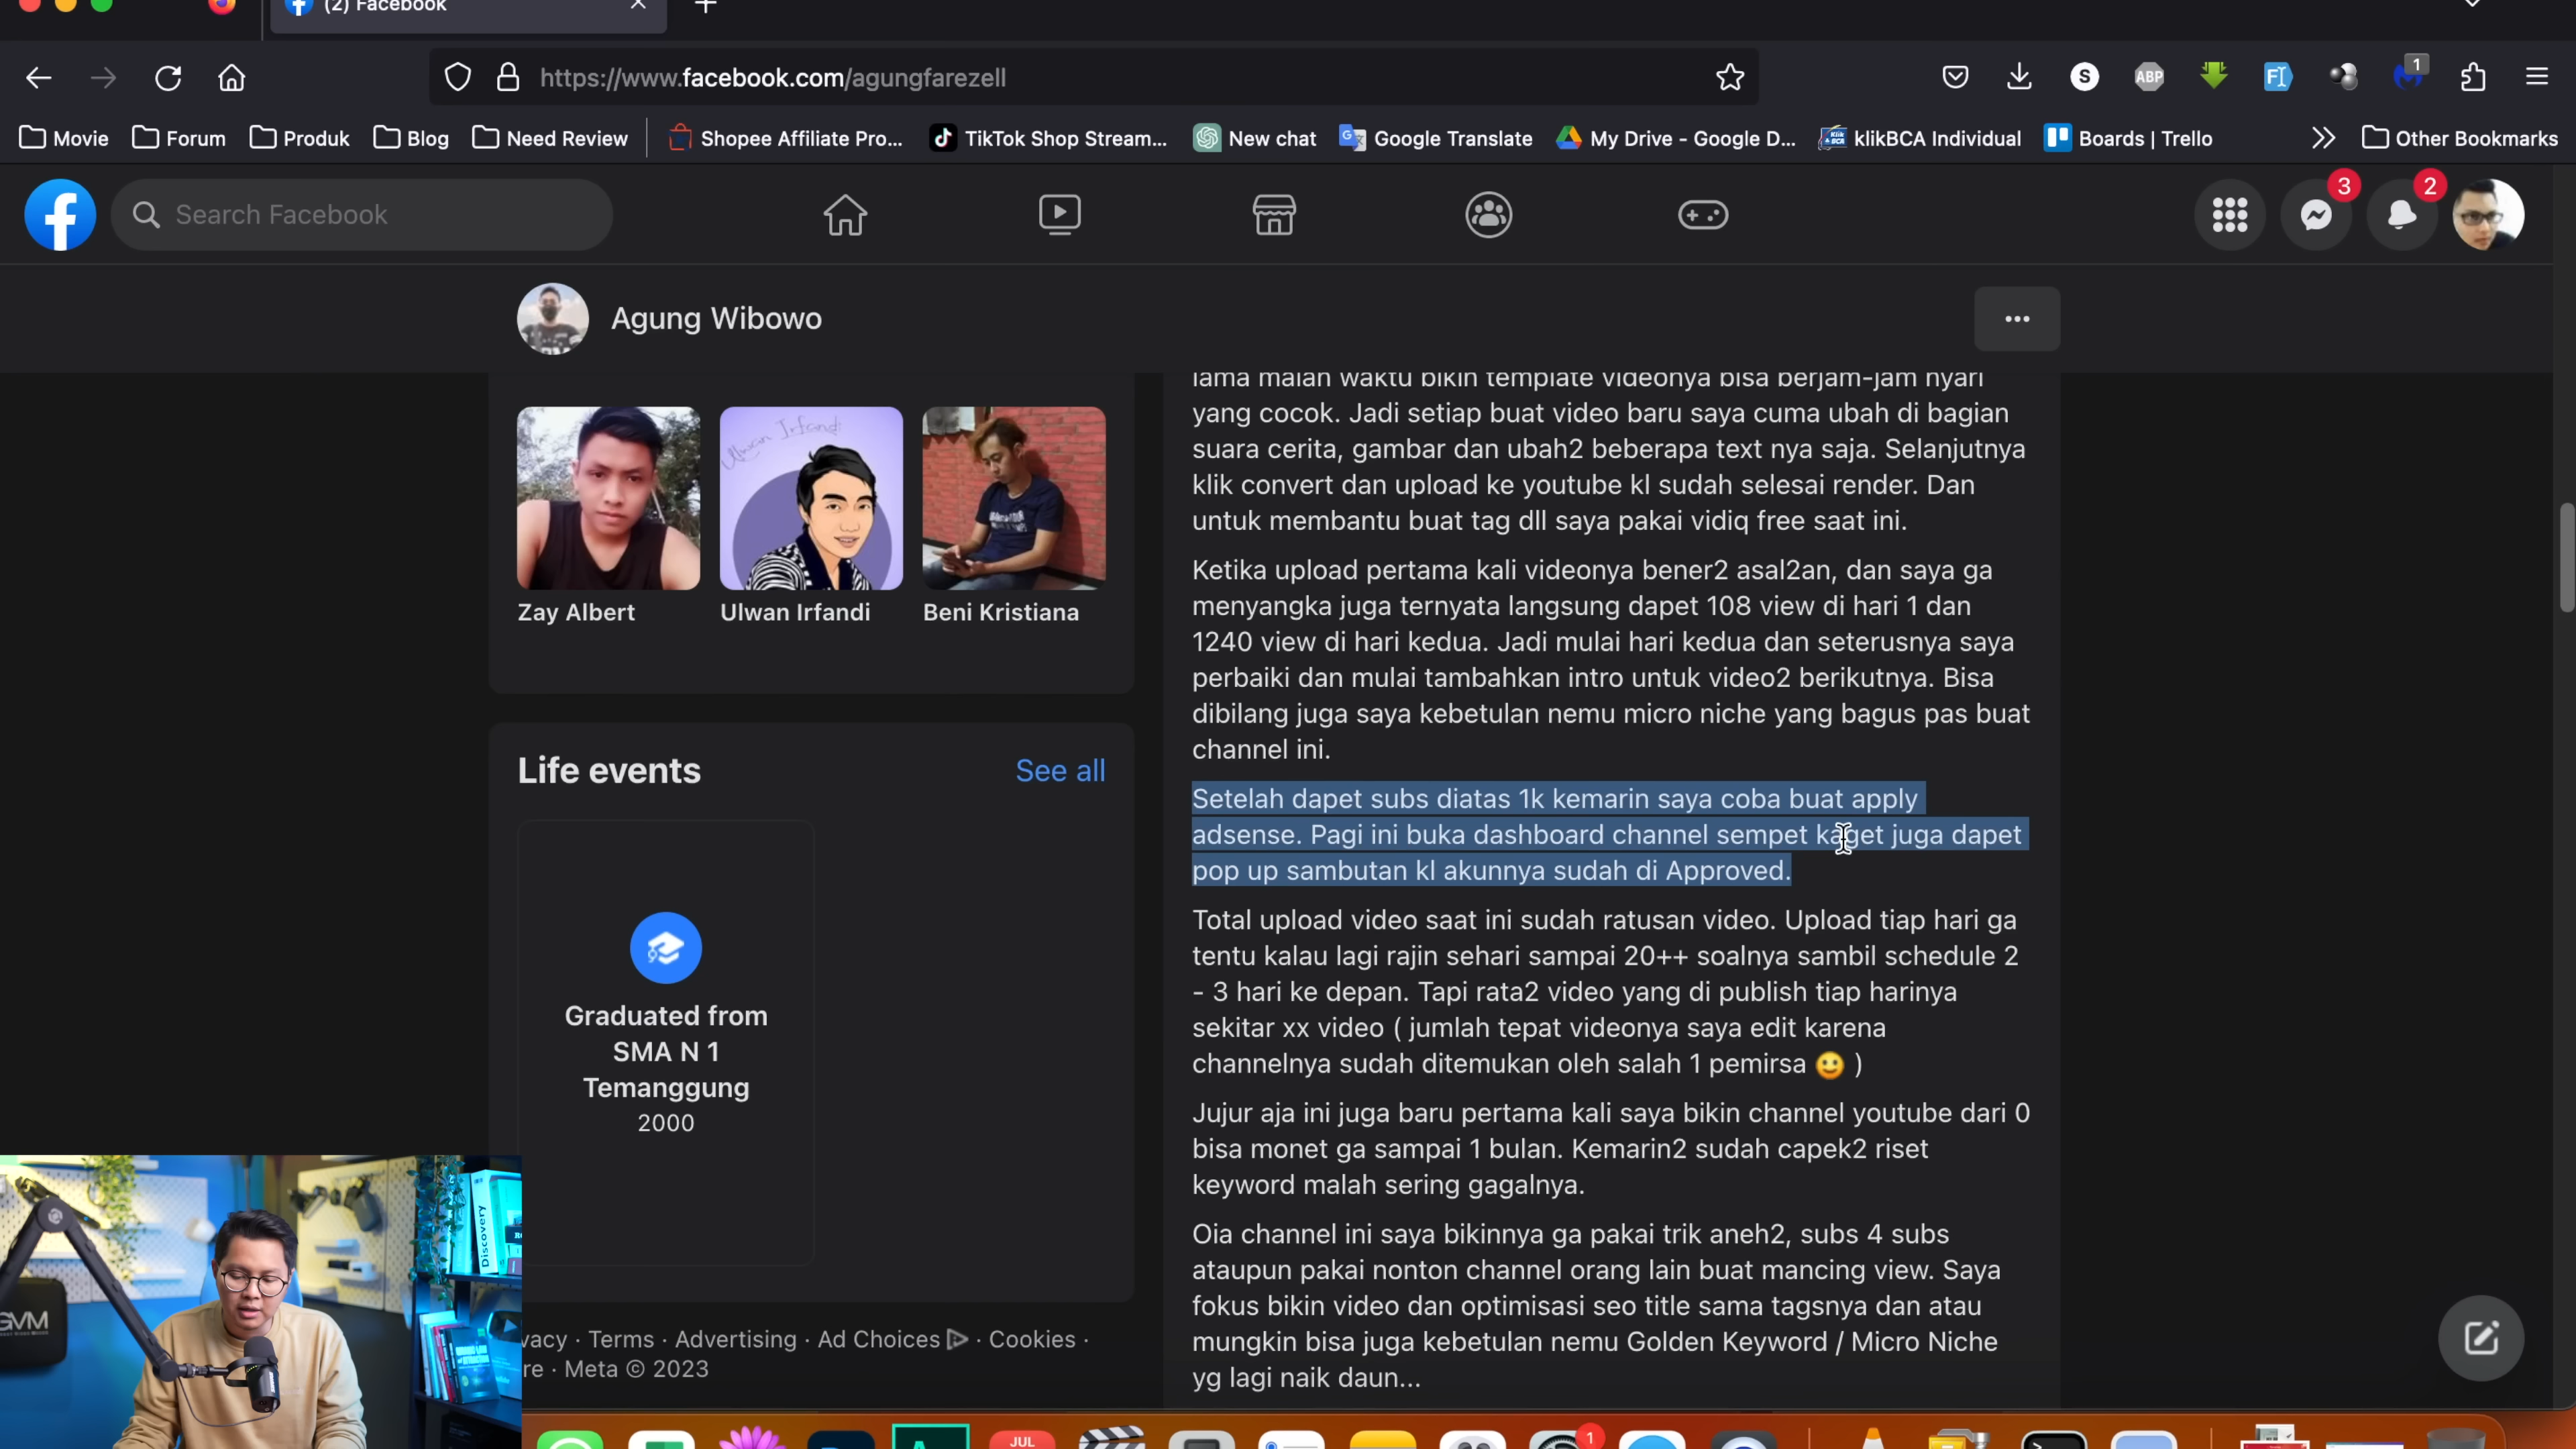 (2) Facebook
https://www.facebook.com/agungfarezell
S
ABP
1
Movie
Forum
Produk
Blog
Need Review
Shopee Affiliate Pro...
TikTok Shop Stream...
New chat
Google Translate
My Drive - Google D...
klikBCA Individual
Boards | Trello
Other Bookmarks
Search Facebook
3
2
Agung Wibowo
Zay Albert
Ulwan Irfandi
Beni Kristiana
Life events
See all
Graduated from
SMA N 1
Temanggung
2000
vacy · Terms · Advertising · Ad Choices · Cookies ·
re · Meta © 2023
lama malah waktu bikin template videonya bisa berjam-jam nyari
yang cocok. Jadi setiap buat video baru saya cuma ubah di bagian
suara cerita, gambar dan ubah2 beberapa text nya saja. Selanjutnya
klik convert dan upload ke youtube kl sudah selesai render. Dan
untuk membantu buat tag dll saya pakai vidiq free saat ini.
Ketika upload pertama kali videonya bener2 asal2an, dan saya ga
menyangka juga ternyata langsung dapet 108 view di hari 1 dan
1240 view di hari kedua. Jadi mulai hari kedua dan seterusnya saya
perbaiki dan mulai tambahkan intro untuk video2 berikutnya. Bisa
dibilang juga saya kebetulan nemu micro niche yang bagus pas buat
channel ini.
Setelah dapet subs diatas 1k kemarin saya coba buat apply
adsense. Pagi ini buka dashboard channel sempet kaget juga dapet
pop up sambutan kl akunnya sudah di Approved.
Total upload video saat ini sudah ratusan video. Upload tiap hari ga
tentu kalau lagi rajin sehari sampai 20++ soalnya sambil schedule 2
- 3 hari ke depan. Tapi rata2 video yang di publish tiap harinya
sekitar xx video ( jumlah tepat videonya saya edit karena
channelnya sudah ditemukan oleh salah 1 pemirsa 🙂 )
Jujur aja ini juga baru pertama kali saya bikin channel youtube dari 0
bisa monet ga sampai 1 bulan. Kemarin2 sudah capek2 riset
keyword malah sering gagalnya.
Oia channel ini saya bikinnya ga pakai trik aneh2, subs 4 subs
ataupun pakai nonton channel orang lain buat mancing view. Saya
fokus bikin video dan optimisasi seo title sama tagsnya dan atau
mungkin bisa juga kebetulan nemu Golden Keyword / Micro Niche
yg lagi naik daun...
Discovery
GVM
JUL
1